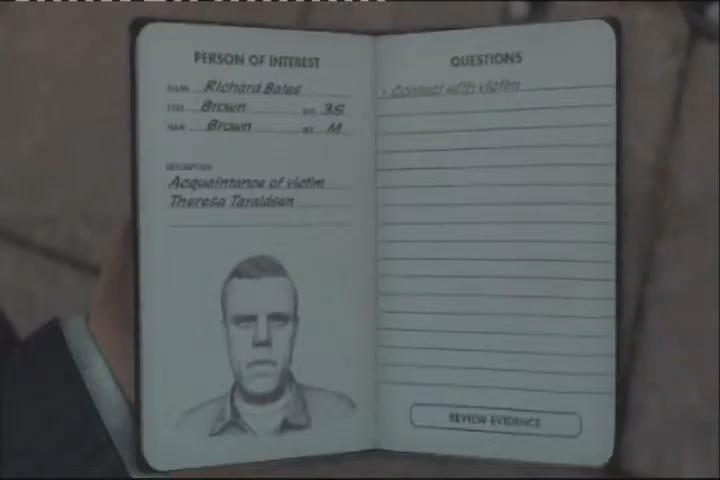 PERSON OF INTEREST
NAME Richard Bates
EYES Brown AGE 35
HAIR Brown SEX M
DESCRIPTION
Acquaintance of victim
Theresa Taraldsen
QUESTIONS
• Contact with victim
REVIEW EVIDENCE